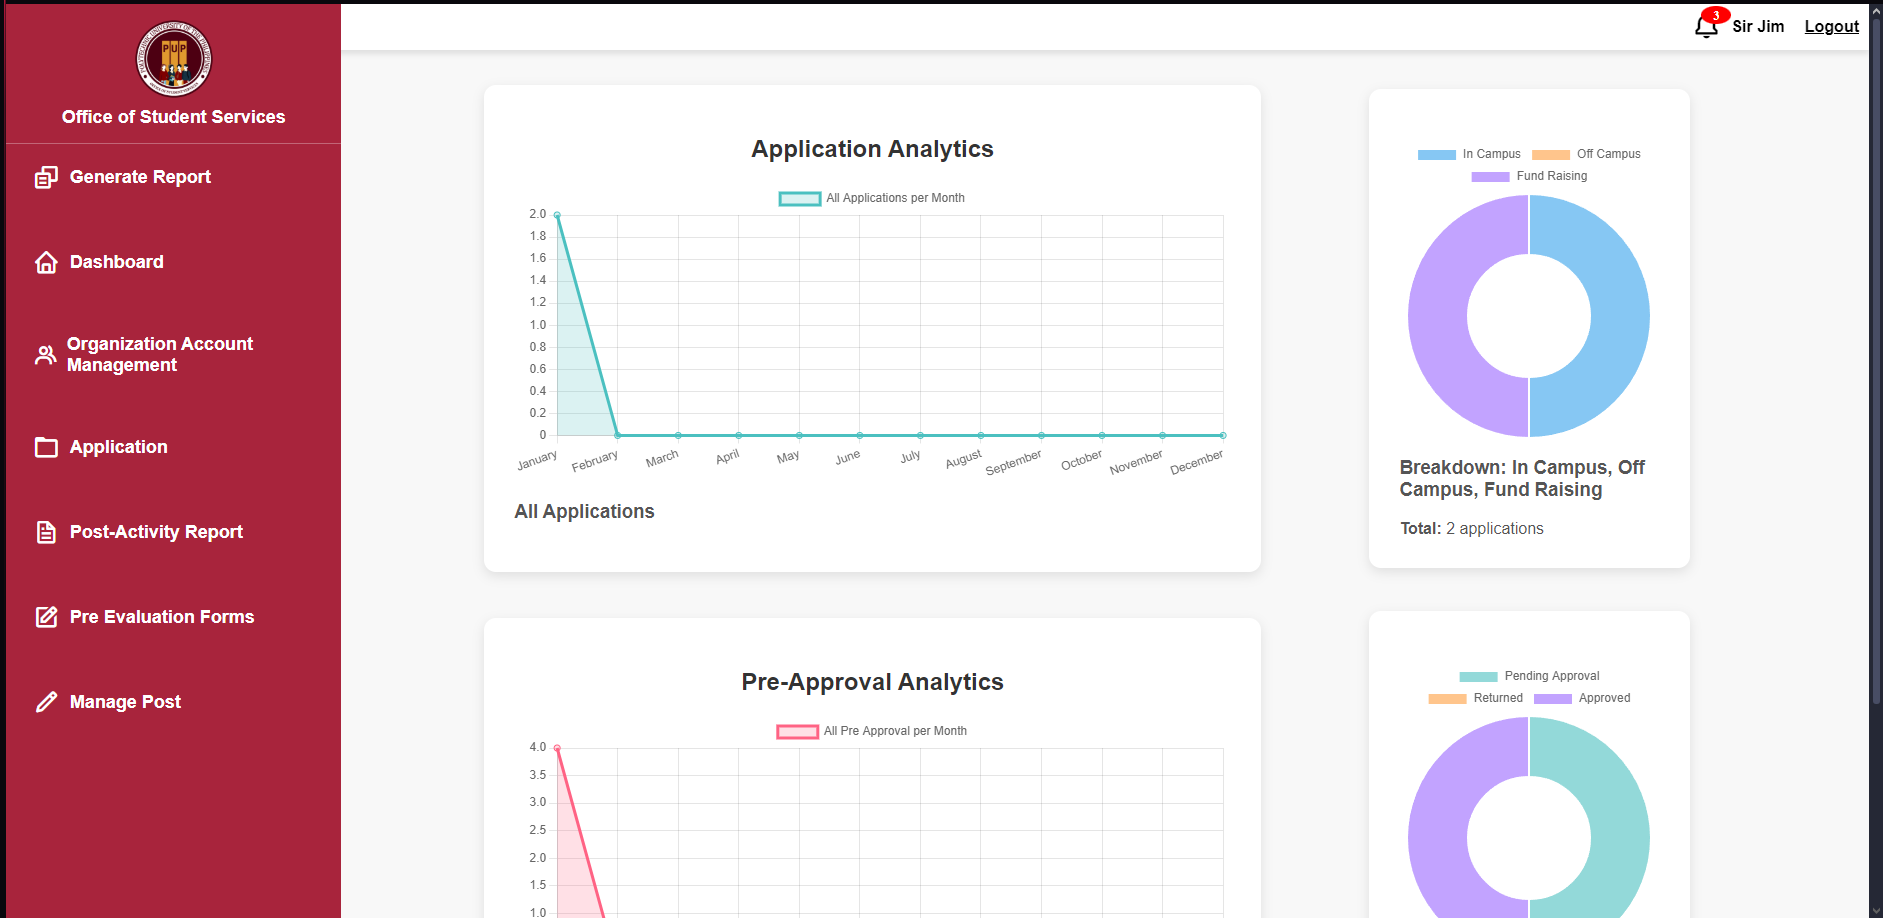 3
Sir Jim
Logout
POLYTECHNIC UNIVERSITY OF THE PHILIPPINES
PUP
Office of Student Services
Generate Report
Dashboard
Organization Account
Management
Application
Post-Activity Report
Pre Evaluation Forms
Manage Post
Application Analytics
All Applications per Month
2.0
1.8
1.6
1.4
1.2
1.0
0.8
0.6
0.4
0.2
0
January
February
March
April
May
June
July
August
September
October
November
December
All Applications
In Campus
Off Campus
Fund Raising
Breakdown: In Campus, Off
Campus, Fund Raising
Total: 2 applications
Pre-Approval Analytics
All Pre Approval per Month
4.0
3.5
3.0
2.5
2.0
1.5
1.0
Pending Approval
Returned
Approved